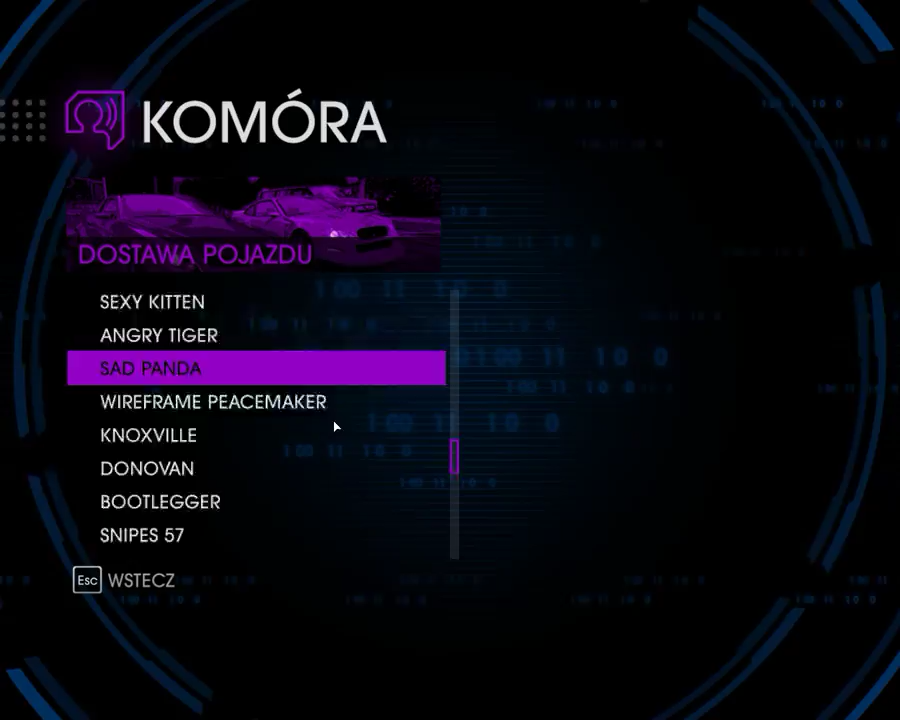 KOMÓRA
DOSTAWA POJAZDU
SEXY KITTEN
ANGRY TIGER
SAD PANDA
WIREFRAME PEACEMAKER
KNOXVILLE
DONOVAN
BOOTLEGGER
SNIPES 57
Esc WSTECZ